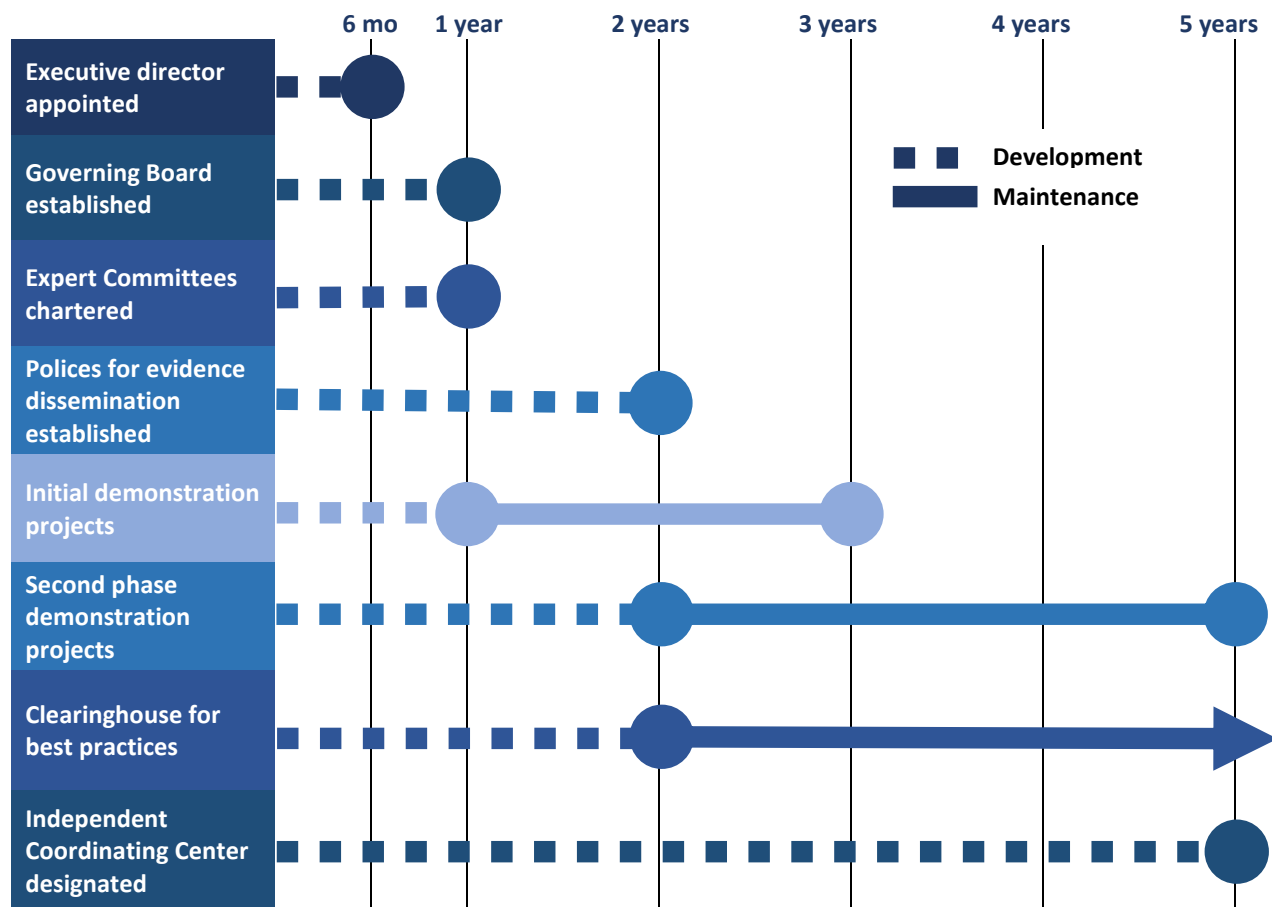 6 mo 1 year 2 years 3 years 4 years 5 years
Executive director
appointed
Development
Maintenance
Governing Board
established
Expert Committees
chartered
Polices for evidence
dissemination
established
Initial demonstration
projects
Second phase
demonstration
projects
Clearinghouse for
best practices
Independent
Coordinating Center
designated